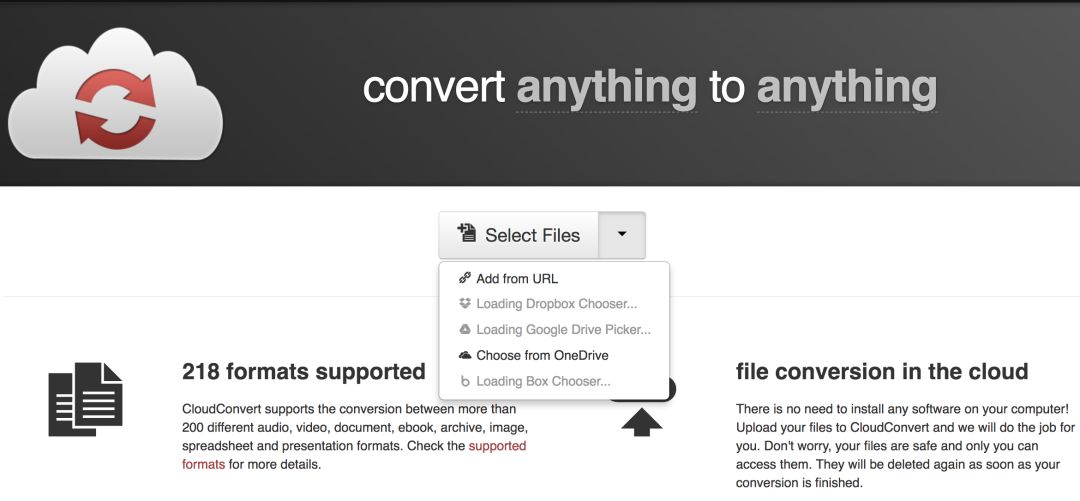 convert anything to anything
Select Files
Add from URL
Loading Dropbox Chooser...
Loading Google Drive Picker...
Choose from OneDrive
Loading Box Chooser...
218 formats supported
CloudConvert supports the conversion between more than
200 different audio, video, document, ebook, archive, image,
spreadsheet and presentation formats. Check the supported
formats for more details.
file conversion in the cloud
There is no need to install any software on your computer!
Upload your files to CloudConvert and we will do the job for
you. Don't worry, your files are safe and only you can
access them. They will be deleted again as soon as your
conversion is finished.